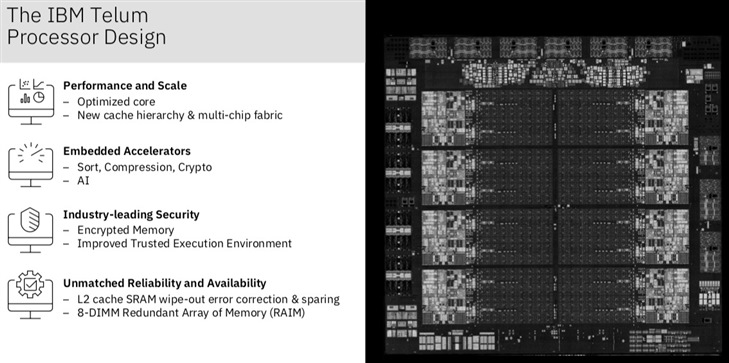 The IBM Telum
Processor Design
Performance and Scale
– Optimized core
– New cache hierarchy & multi-chip fabric
Embedded Accelerators
– Sort, Compression, Crypto
– AI
Industry-leading Security
– Encrypted Memory
– Improved Trusted Execution Environment
Unmatched Reliability and Availability
– L2 cache SRAM wipe-out error correction & sparing
– 8-DIMM Redundant Array of Memory (RAIM)